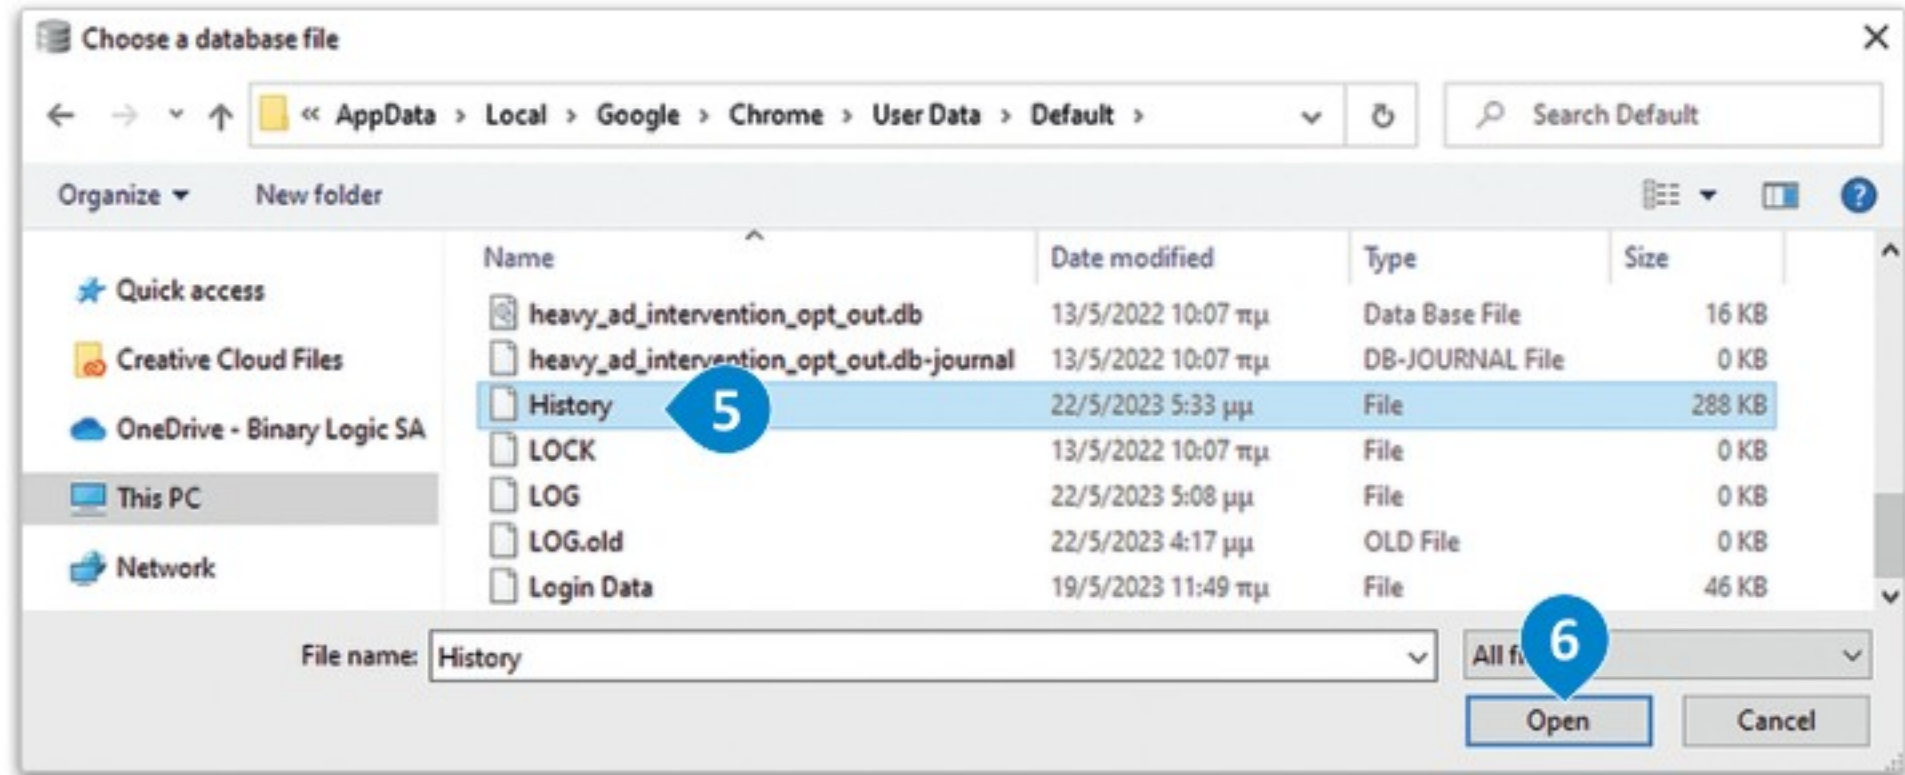 Choose a database file
« AppData > Local > Google > Chrome > User Data > Default >
Search Default
Organize
New folder
Name Date modified Type Size
Quick access
Creative Cloud Files
OneDrive - Binary Logic SA
This PC
Network
heavy_ad_intervention_opt_out.db 13/5/2022 10:07 πμ Data Base File 16 KB
heavy_ad_intervention_opt_out.db-journal 13/5/2022 10:07 πμ DB-JOURNAL File 0 KB
History 5 22/5/2023 5:33 μμ File 288 KB
LOCK 13/5/2022 10:07 πμ File 0 KB
LOG 22/5/2023 5:08 μμ File 0 KB
LOG.old 22/5/2023 4:17 μμ OLD File 0 KB
Login Data 19/5/2023 11:49 πμ File 46 KB
File name: History
All
6
Open Cancel